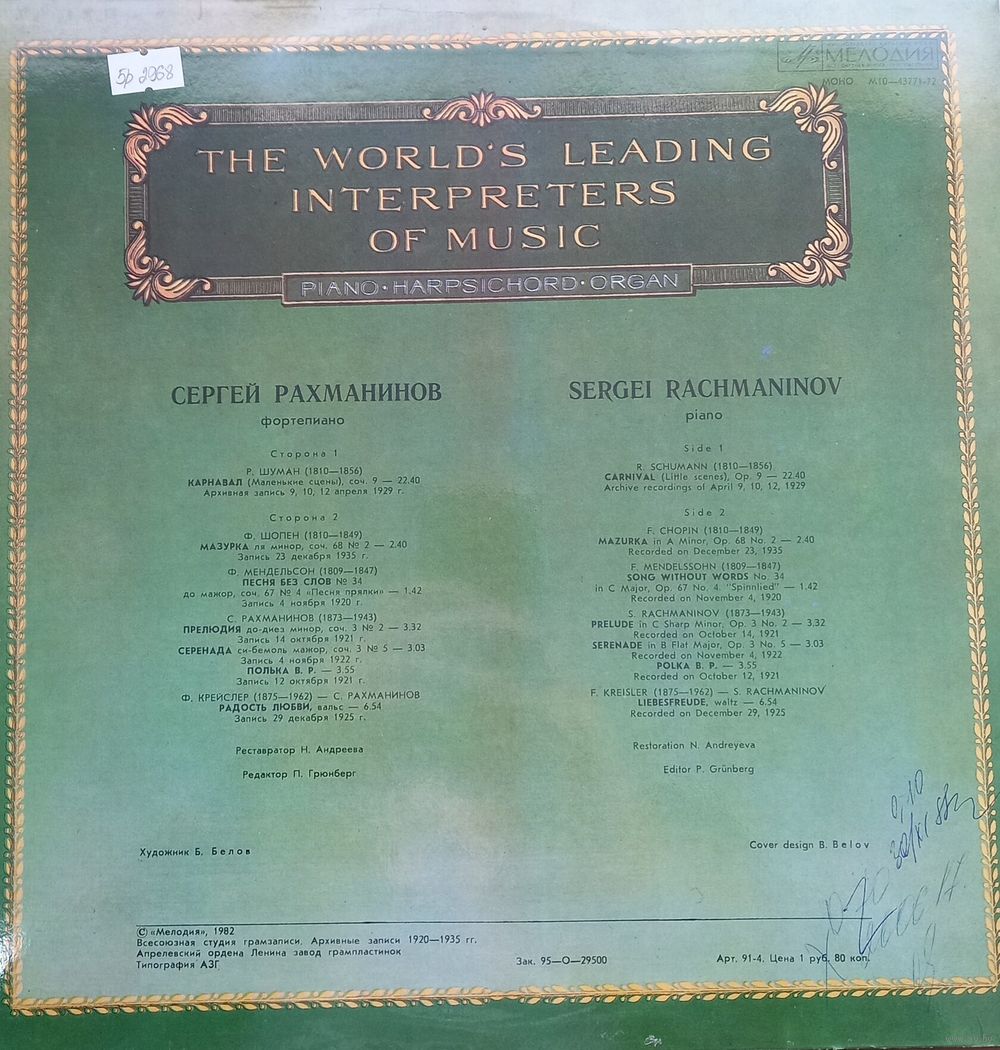 5р 2968
МЕЛОДИЯ
МОНО М10—43771-72
THE WORLD'S LEADING
INTERPRETERS
OF MUSIC
PIANO·HARPSICHORD·ORGAN
СЕРГЕЙ РАХМАНИНОВ
фортепиано
Сторона 1
Р. ШУМАН (1810—1856)
КАРНАВАЛ (Маленькие сцены), соч. 9 — 22.40
Архивная запись 9, 10, 12 апреля 1929 г.
Сторона 2
Ф. ШОПЕН (1810—1849)
МАЗУРКА ля минор, соч. 68 № 2 — 2.40
Запись 23 декабря 1935 г.
Ф. МЕНДЕЛЬСОН (1809—1847)
ПЕСНЯ БЕЗ СЛОВ № 34
до мажор, соч. 67 № 4 «Песня прялки» — 1.42
Запись 4 ноября 1920 г.
С. РАХМАНИНОВ (1873—1943)
ПРЕЛЮДИЯ до-диез минор, соч. 3 № 2 — 3.32
Запись 14 октября 1921 г.
СЕРЕНАДА си-бемоль мажор, соч. 3 № 5 — 3.03
Запись 4 ноября 1922 г.
ПОЛЬКА В. Р. — 3.55
Запись 12 октября 1921 г.
Ф. КРЕЙСЛЕР (1875—1962) — С. РАХМАНИНОВ
РАДОСТЬ ЛЮБВИ, вальс — 6.54
Запись 29 декабря 1925 г.
Реставратор Н. Андреева
Редактор П. Грюнберг
SERGEI RACHMANINOV
piano
Side 1
R. SCHUMANN (1810—1856)
CARNIVAL (Little scenes), Op. 9 — 22.40
Archive recordings of April 9, 10, 12, 1929
Side 2
F. CHOPIN (1810—1849)
MAZURKA in A Minor, Op. 68 No. 2 — 2.40
Recorded on December 23, 1935
F. MENDELSSOHN (1809—1847)
SONG WITHOUT WORDS No. 34
in C Major, Op. 67 No. 4. "Spinnlied" — 1.42
Recorded on November 4, 1920
S. RACHMANINOV (1873—1943)
PRELUDE in C Sharp Minor, Op. 3 No. 2 — 3.32
Recorded on October 14, 1921
SERENADE in B Flat Major, Op. 3 No. 5 — 3.03
Recorded on November 4, 1922
POLKA B. P. — 3.55
Recorded on October 12, 1921
F. KREISLER (1875—1962) — S. RACHMANINOV
LIEBESFREUDE, waltz — 6.54
Recorded on December 29, 1925
Restoration N. Andreyeva
Editor P. Grünberg
Художник Б. Белов
Cover design B. Belov
© «Мелодия», 1982
Всесоюзная студия грамзаписи. Архивные записи 1920—1935 гг.
Апрелевский ордена Ленина завод грампластинок
Типография АЗГ
Зак. 95—О—29500
Арт. 91-4. Цена 1 руб. 80 коп.